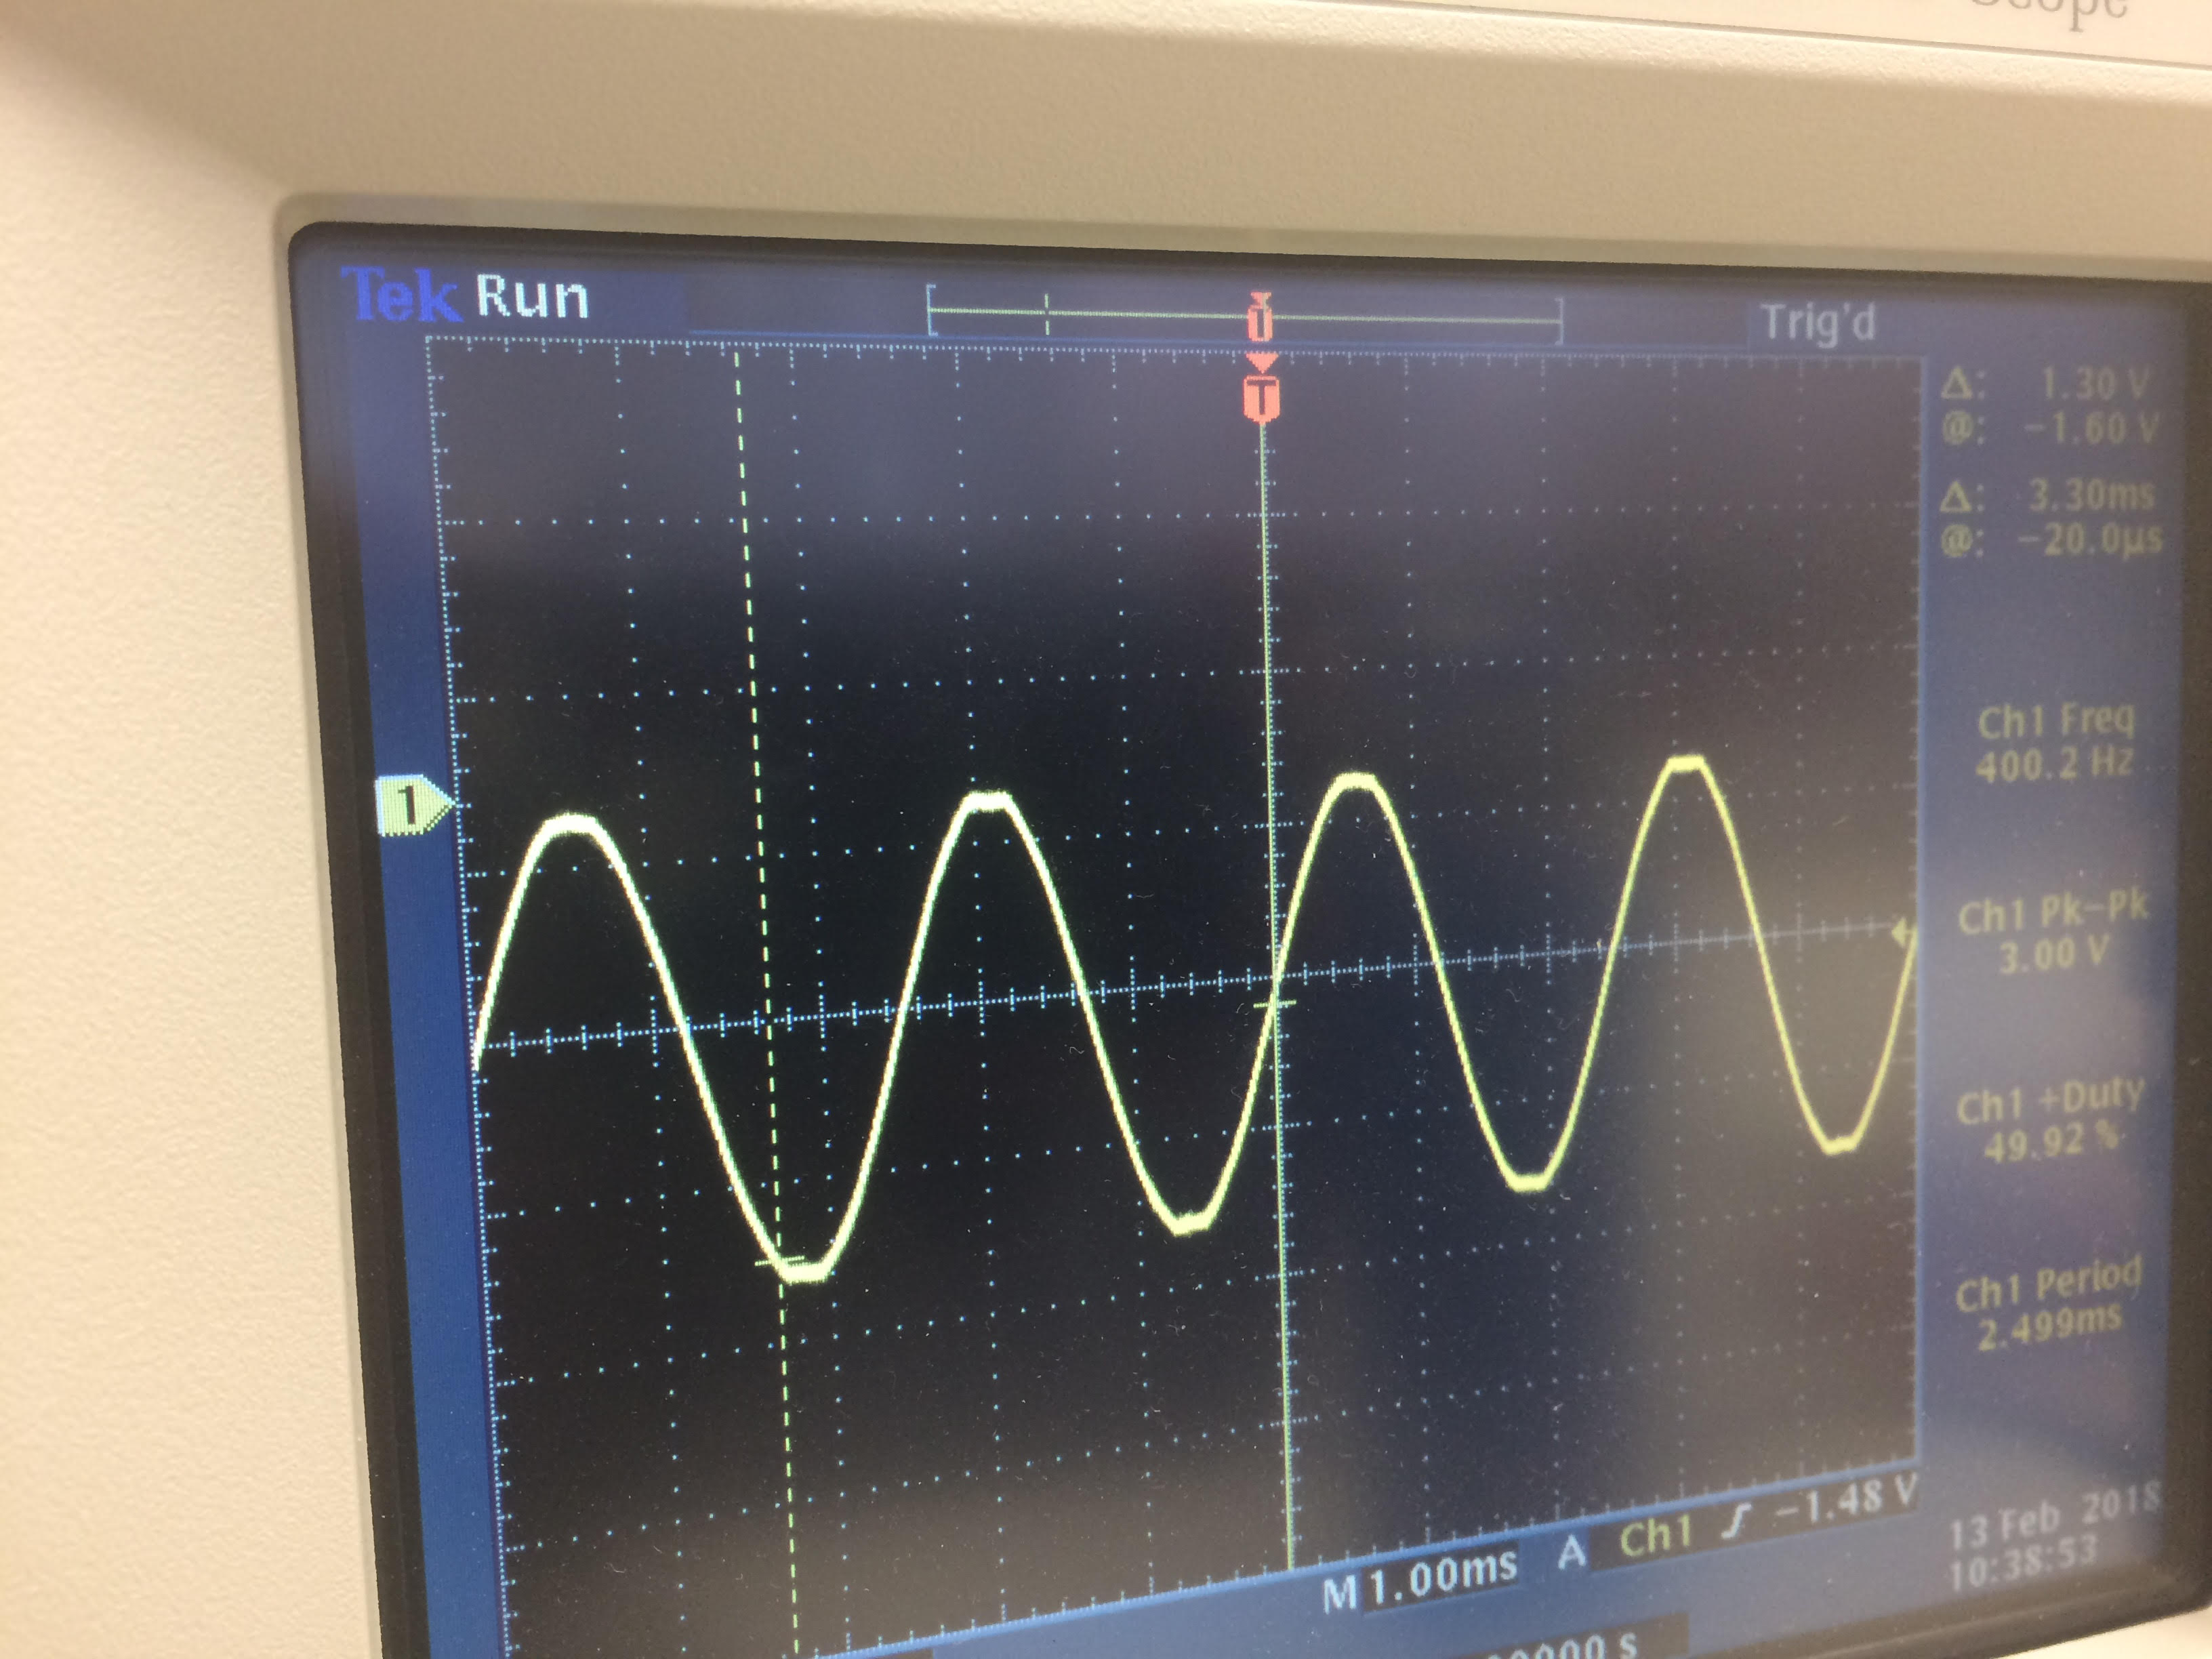 Scope
Tek Run
Trig'd
T
T
Δ: 1.30 V
@: -1.60 V
Δ: 3.30ms
@: -20.0µs
1
Ch1 Freq
400.2 Hz
Ch1 Pk-Pk
3.00 V
Ch1 +Duty
49.92 %
Ch1 Period
2.499ms
M 1.00ms A Ch1 ƒ -1.48 V
13 Feb 2018
10:38:53